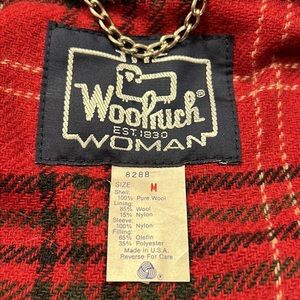 Woolrich®
EST. 1830
WOMAN
8288
SIZE M
Shell:
100% Pure Wool
Lining:
85% Wool
15% Nylon
Sleeve:
100% Nylon
Filling:
65% Olefin
35% Polyester
Made in U.S.A.
Reverse For Care